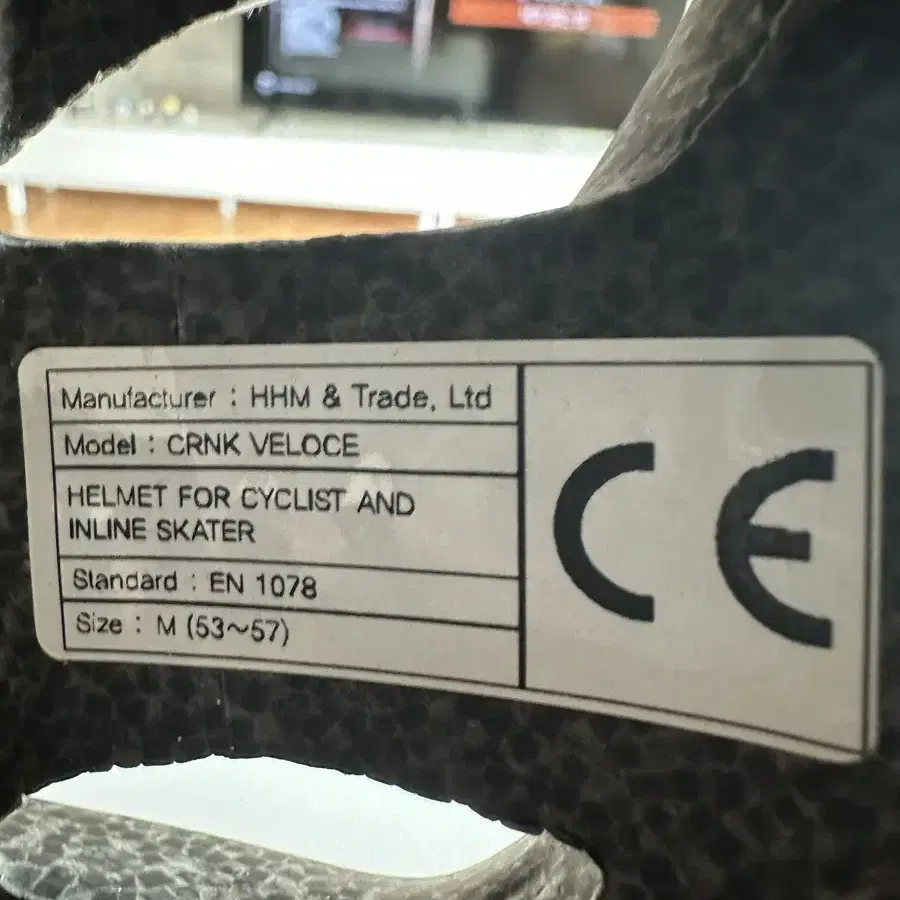 Manufacturer : HHM & Trade, Ltd
Model : CRNK VELOCE
HELMET FOR CYCLIST AND
INLINE SKATER
Standard : EN 1078
Size : M (53~57)
CE